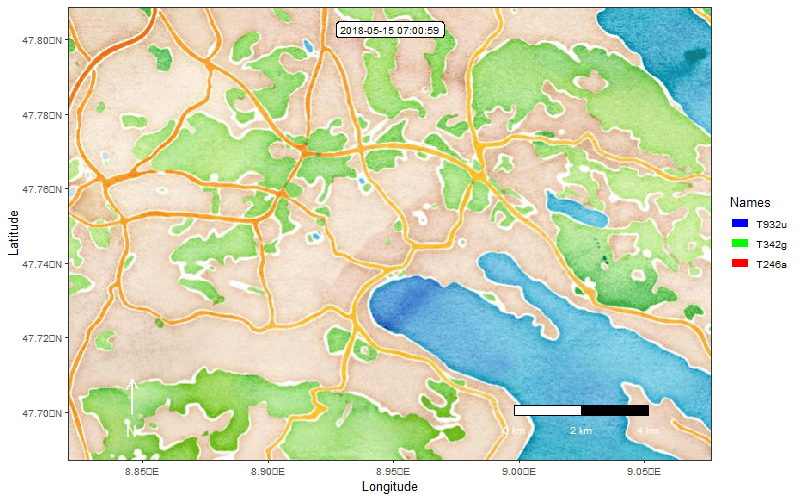 2018-05-15 07:00:59
47.80□N
47.78□N
47.76□N
47.74□N
47.72□N
47.70□N
Latitude
8.85□E
8.90□E
8.95□E
9.00□E
9.05□E
Longitude
N
0 km
2 km
4 km
Names
T932u
T342g
T246a